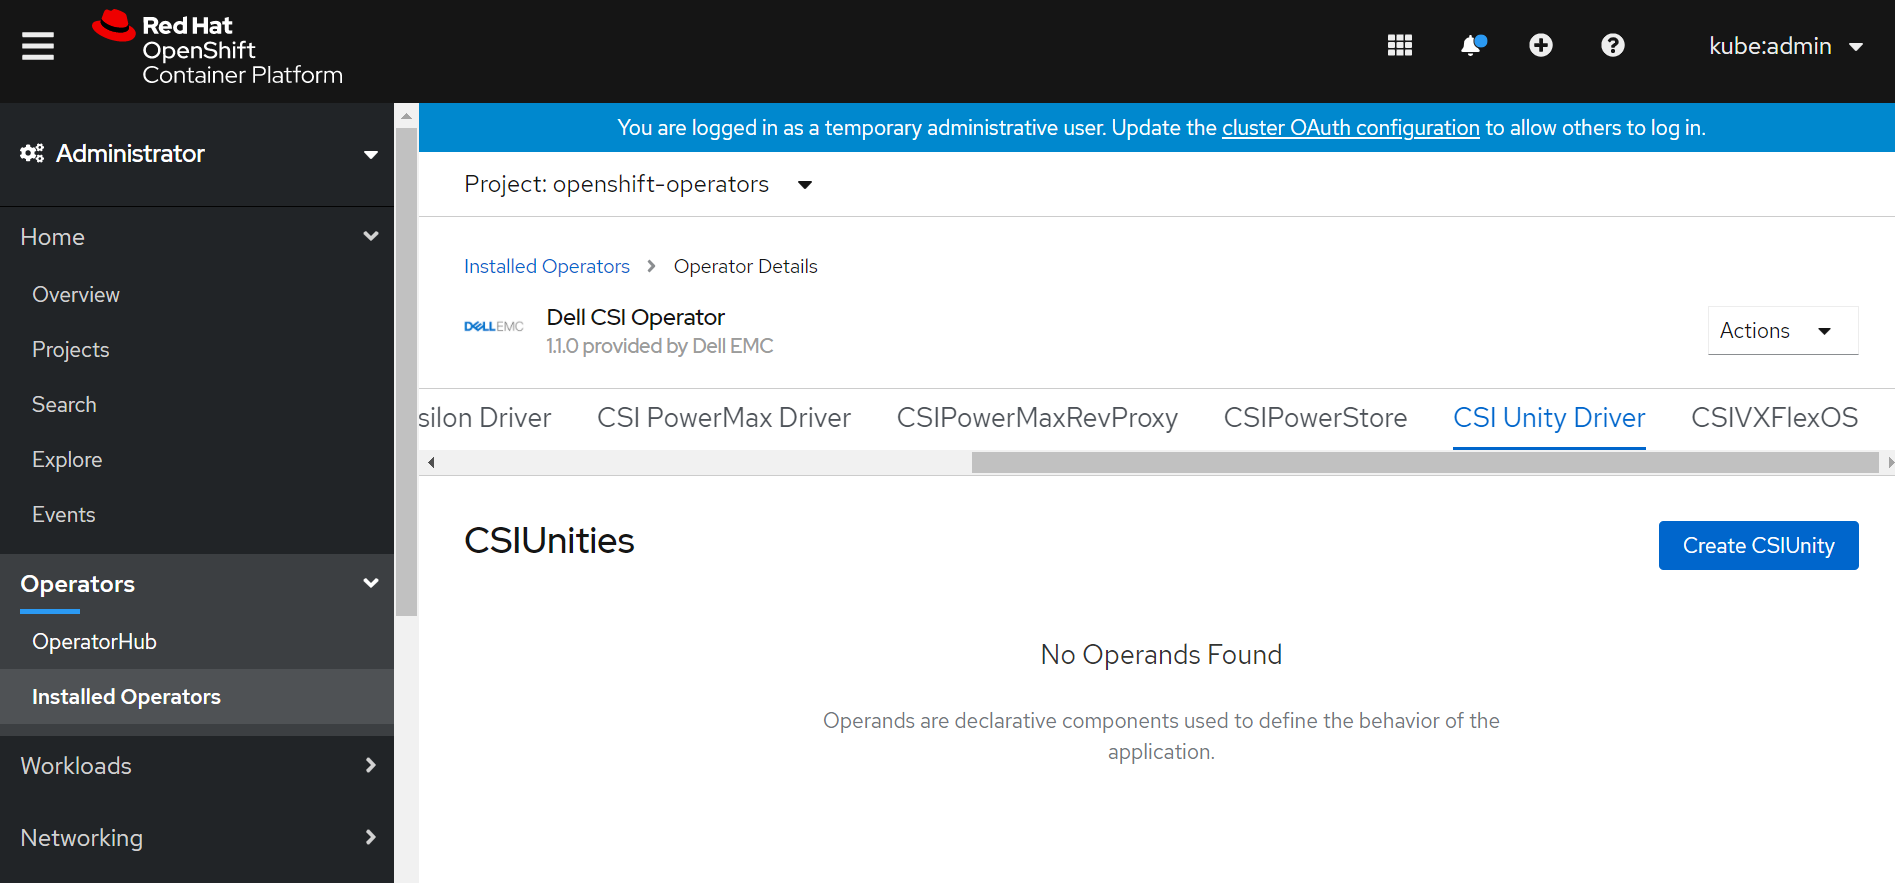 Red Hat
OpenShift
Container Platform
kube:admin
Administrator
Home
Overview
Projects
Search
Explore
Events
Operators
OperatorHub
Installed Operators
Workloads
Networking
You are logged in as a temporary administrative user. Update the cluster OAuth configuration to allow others to log in.
Project: openshift-operators
Installed Operators > Operator Details
DELLEMC
Dell CSI Operator
1.1.0 provided by Dell EMC
Actions
silon Driver CSI PowerMax Driver CSIPowerMaxRevProxy CSIPowerStore CSI Unity Driver CSIVXFlexOS
CSIUnities
Create CSIUnity
No Operands Found
Operands are declarative components used to define the behavior of the
application.